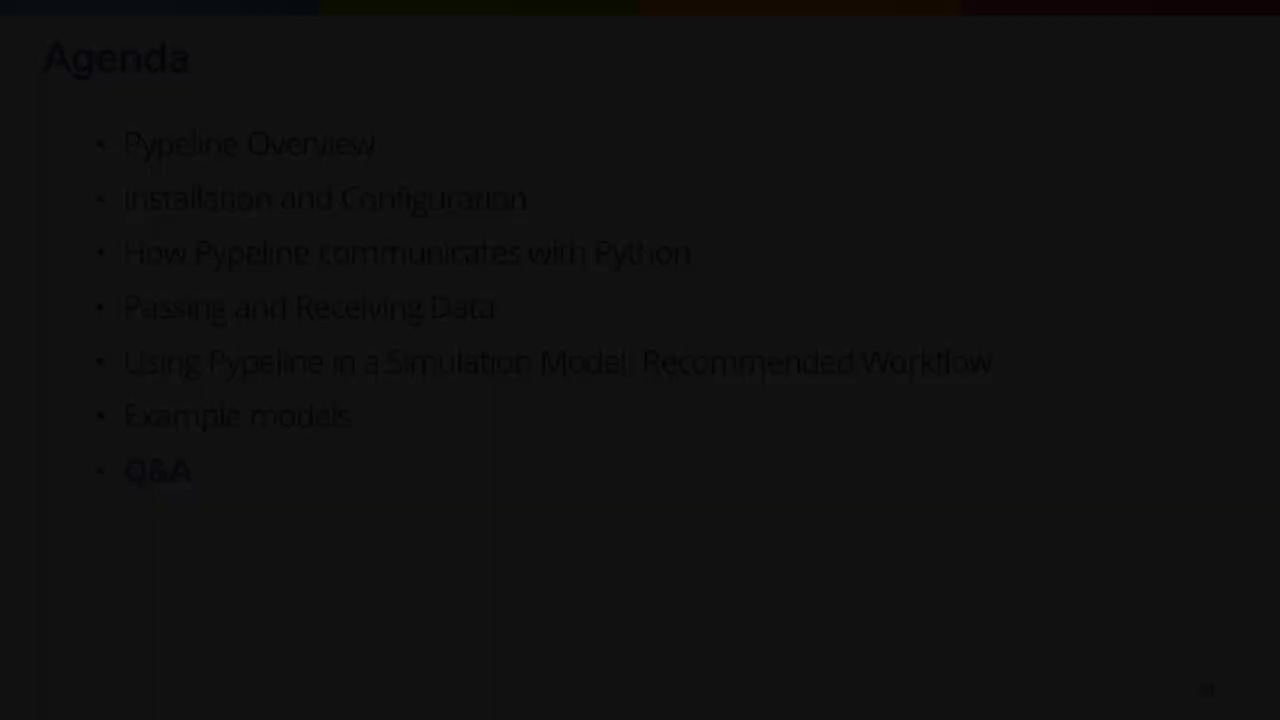 Agenda
• Pypeline Overview
• Installation and Configuration
• How Pypeline communicates with Python
• Passing and Receiving Data
• Using Pypeline in a Simulation Model: Recommended Workflow
• Example models
• Q&A